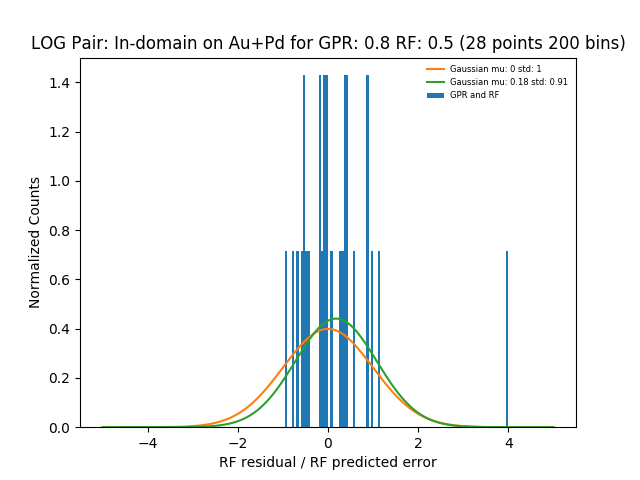 LOG Pair: In-domain on Au+Pd for GPR: 0.8 RF: 0.5 (28 points 200 bins)
Gaussian mu: 0 std: 1
Gaussian mu: 0.18 std: 0.91
GPR and RF
Normalized Counts
1.4
1.2
1.0
0.8
0.6
0.4
0.2
0.0
−4 −2 0 2 4
RF residual / RF predicted error